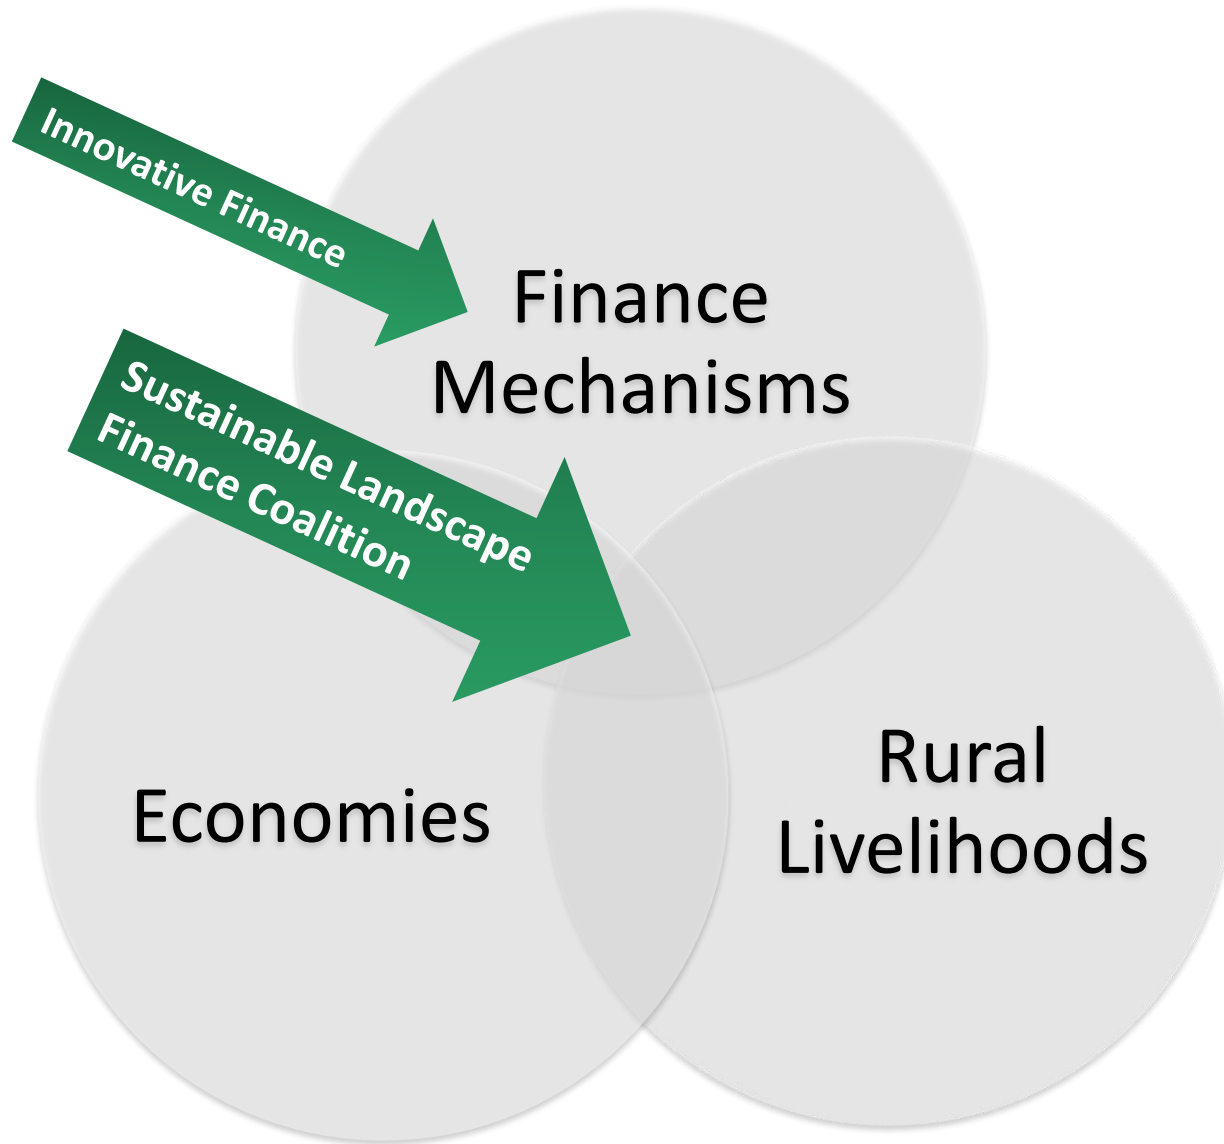 Innovative Finance
Finance
Mechanisms
Sustainable Landscape
Finance Coalition
Economies
Rural
Livelihoods